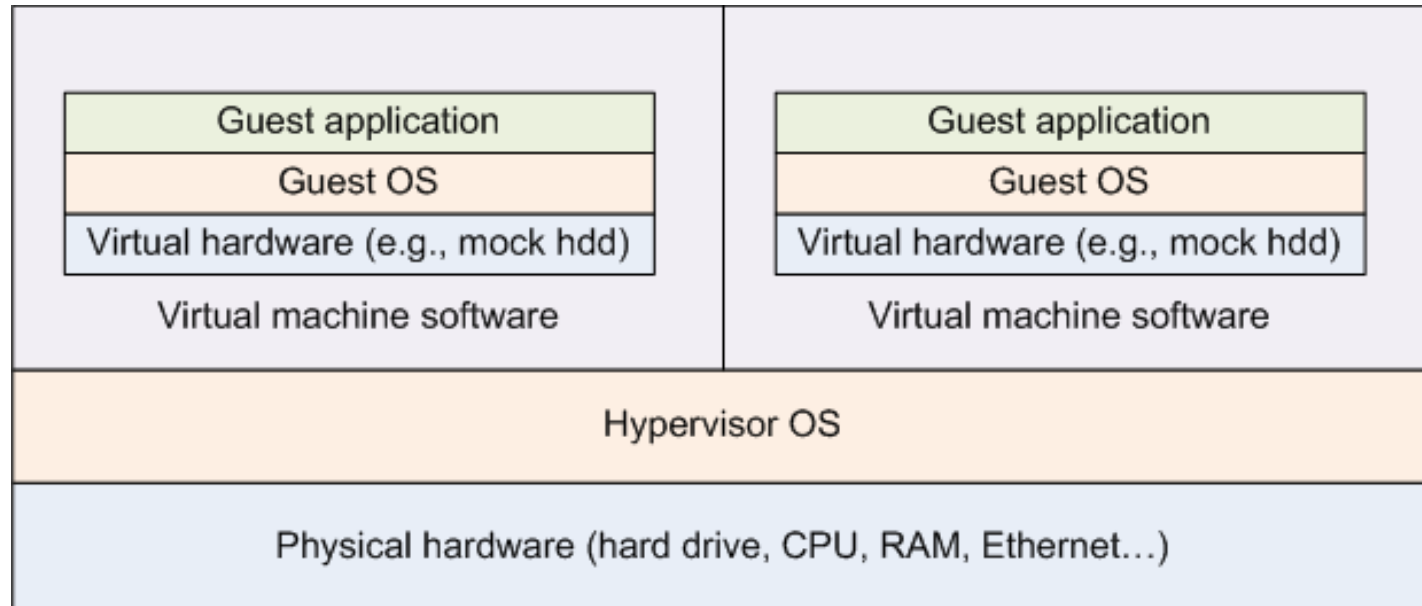 Guest application
Guest OS
Virtual hardware (e.g., mock hdd)
Virtual machine software
Guest application
Guest OS
Virtual hardware (e.g., mock hdd)
Virtual machine software
Hypervisor OS
Physical hardware (hard drive, CPU, RAM, Ethernet…)